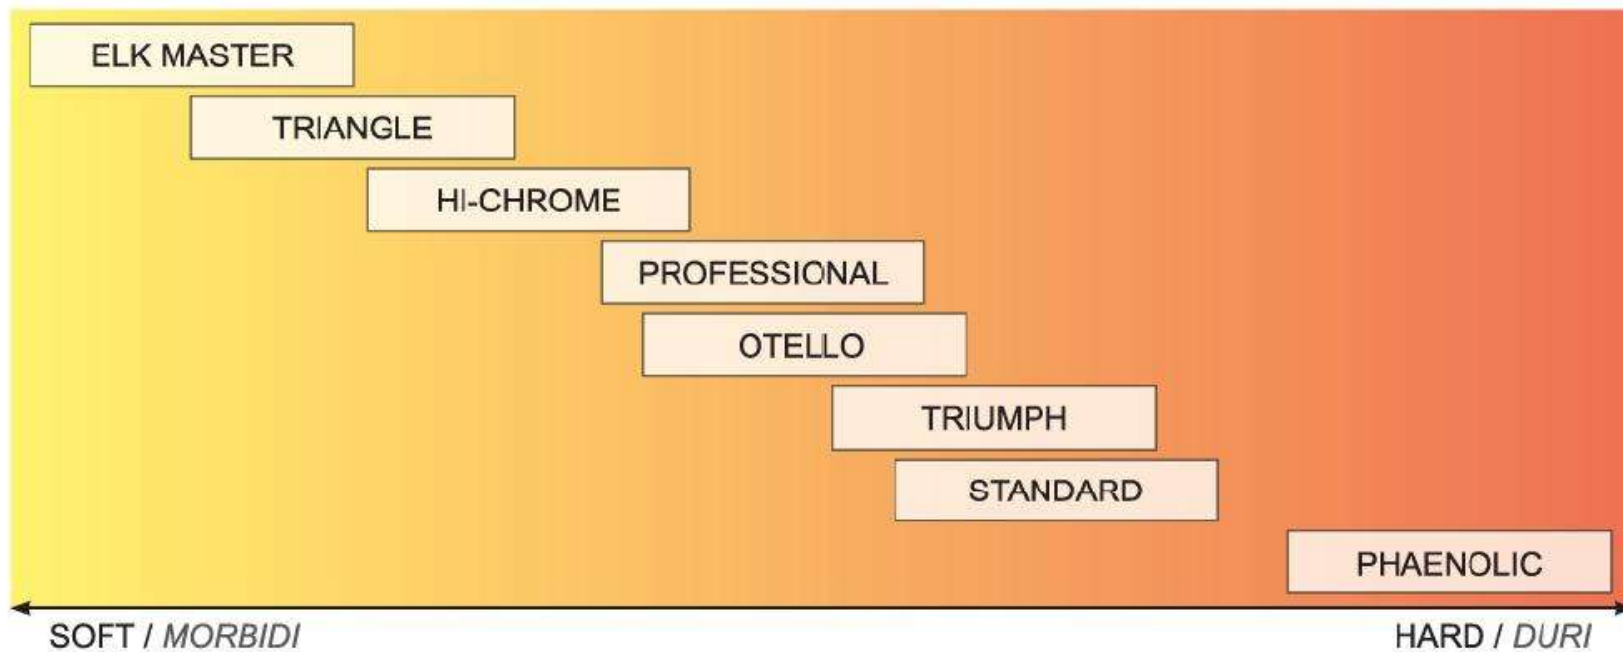 ELK MASTER
TRIANGLE
HI-CHROME
PROFESSIONAL
OTELLO
TRIUMPH
STANDARD
PHAENOLIC
SOFT / MORBIDI
HARD / DURI